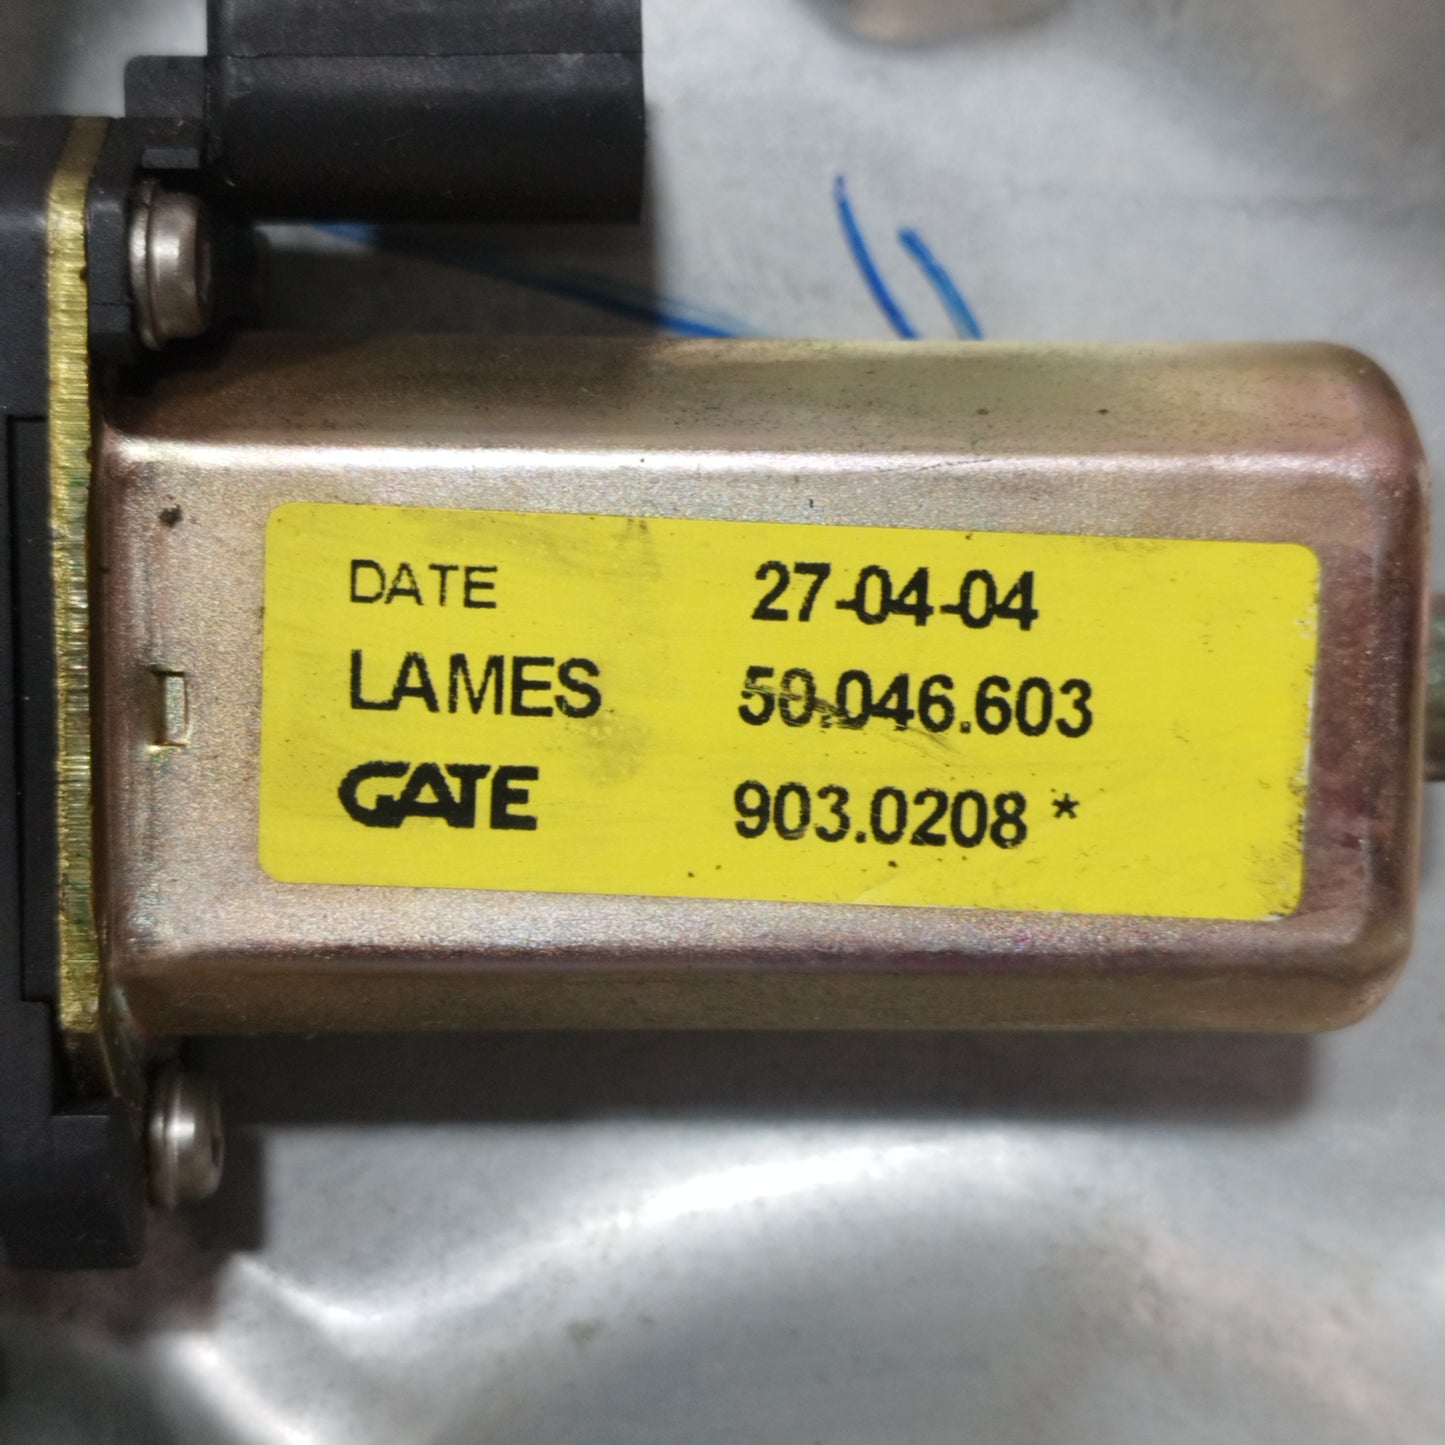 DATE 27-04-04
LAMES 50.046.603
GATE 903.0208 *